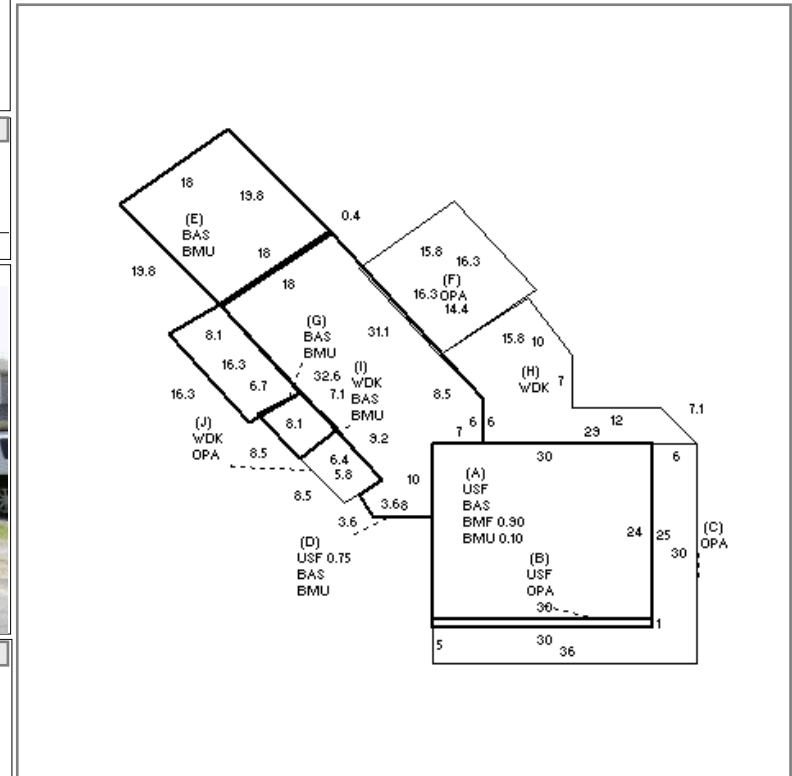 18
19.8
0.4
(E)
BAS
BMU
18
15.8
16.3
19.8
18
(F)
16.3 OPA
14.4
(G)
BAS
BMU
8.1
31.1
15.8 10
16.3
32.6
(I)
WDK
BAS
BMU
(H)
WDK
7
6.7
7.1
16.3
8.5
7.1
(J)
WDK
OPA
8.1
9.2
7
6
6
12
29
8.5
6.4
5.8
10
30
6
(A)
USF
BAS
BMF 0.90
BMU 0.10
8.5
3.6
8
3.6
24
25
(C)
OPA
30
(D)
USF 0.75
BAS
BMU
(B)
USF
OPA
30
1
5
30
36